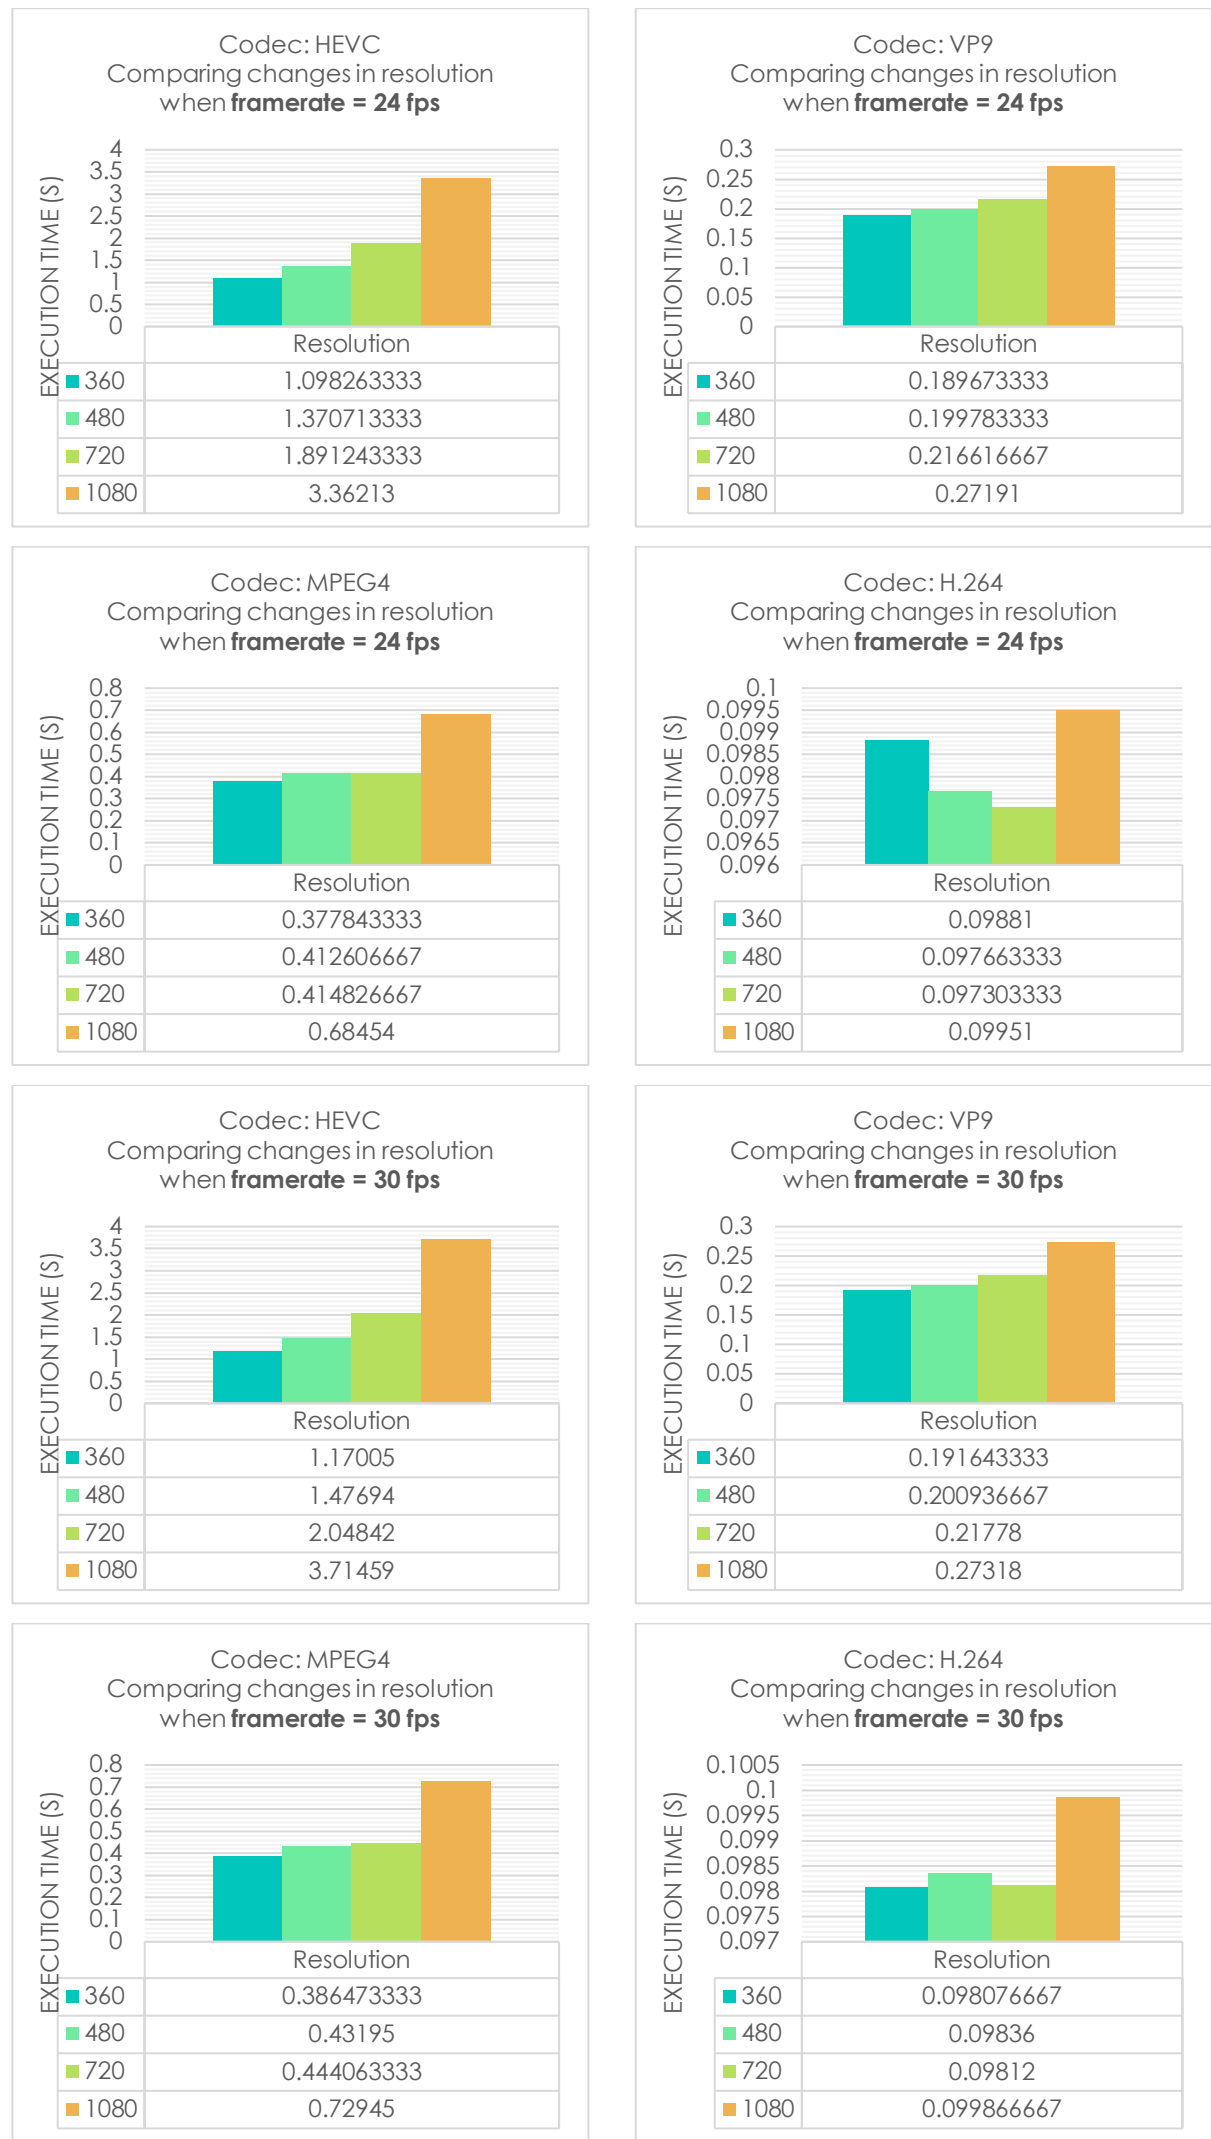 Codec: HEVC
Comparing changes in resolution
when framerate = 24 fps
EXECUTION TIME (S)
4
3.5
3
2.5
2
1.5
1
0.5
0
Resolution
360 1.098263333
480 1.370713333
720 1.891243333
1080 3.36213
Codec: VP9
Comparing changes in resolution
when framerate = 24 fps
EXECUTION TIME (S)
0.3
0.25
0.2
0.15
0.1
0.05
0
Resolution
360 0.189673333
480 0.199783333
720 0.216616667
1080 0.27191
Codec: MPEG4
Comparing changes in resolution
when framerate = 24 fps
EXECUTION TIME (S)
0.8
0.7
0.6
0.5
0.4
0.3
0.2
0.1
0
Resolution
360 0.377843333
480 0.412606667
720 0.414826667
1080 0.68454
Codec: H.264
Comparing changes in resolution
when framerate = 24 fps
EXECUTION TIME (S)
0.1
0.0995
0.099
0.0985
0.098
0.0975
0.097
0.0965
0.096
Resolution
360 0.09881
480 0.097663333
720 0.097303333
1080 0.09951
Codec: HEVC
Comparing changes in resolution
when framerate = 30 fps
EXECUTION TIME (S)
4
3.5
3
2.5
2
1.5
1
0.5
0
Resolution
360 1.17005
480 1.47694
720 2.04842
1080 3.71459
Codec: VP9
Comparing changes in resolution
when framerate = 30 fps
EXECUTION TIME (S)
0.3
0.25
0.2
0.15
0.1
0.05
0
Resolution
360 0.191643333
480 0.200936667
720 0.21778
1080 0.27318
Codec: MPEG4
Comparing changes in resolution
when framerate = 30 fps
EXECUTION TIME (S)
0.8
0.7
0.6
0.5
0.4
0.3
0.2
0.1
0
Resolution
360 0.386473333
480 0.43195
720 0.444063333
1080 0.72945
Codec: H.264
Comparing changes in resolution
when framerate = 30 fps
EXECUTION TIME (S)
0.1005
0.1
0.0995
0.099
0.0985
0.098
0.0975
0.097
Resolution
360 0.098076667
480 0.09836
720 0.09812
1080 0.099866667